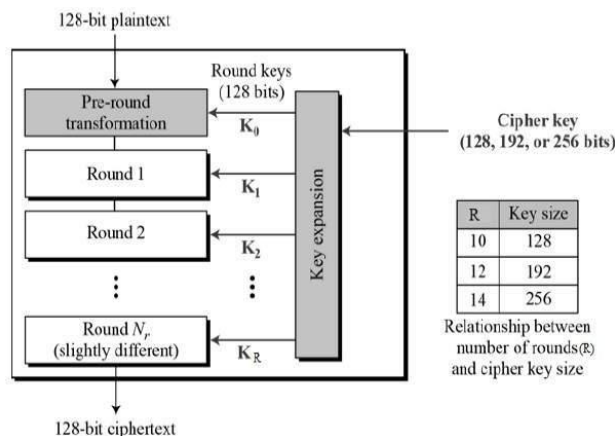 128-bit plaintext
Round keys
(128 bits)
Pre-round
transformation
K₀
Cipher key
(128, 192, or 256 bits)
Round 1
K₁
Round 2
K₂
Key expansion
Round Nᵣ
(slightly different)
K_R
R Key size
10 128
12 192
14 256
Relationship between
number of rounds(R)
and cipher key size
128-bit ciphertext